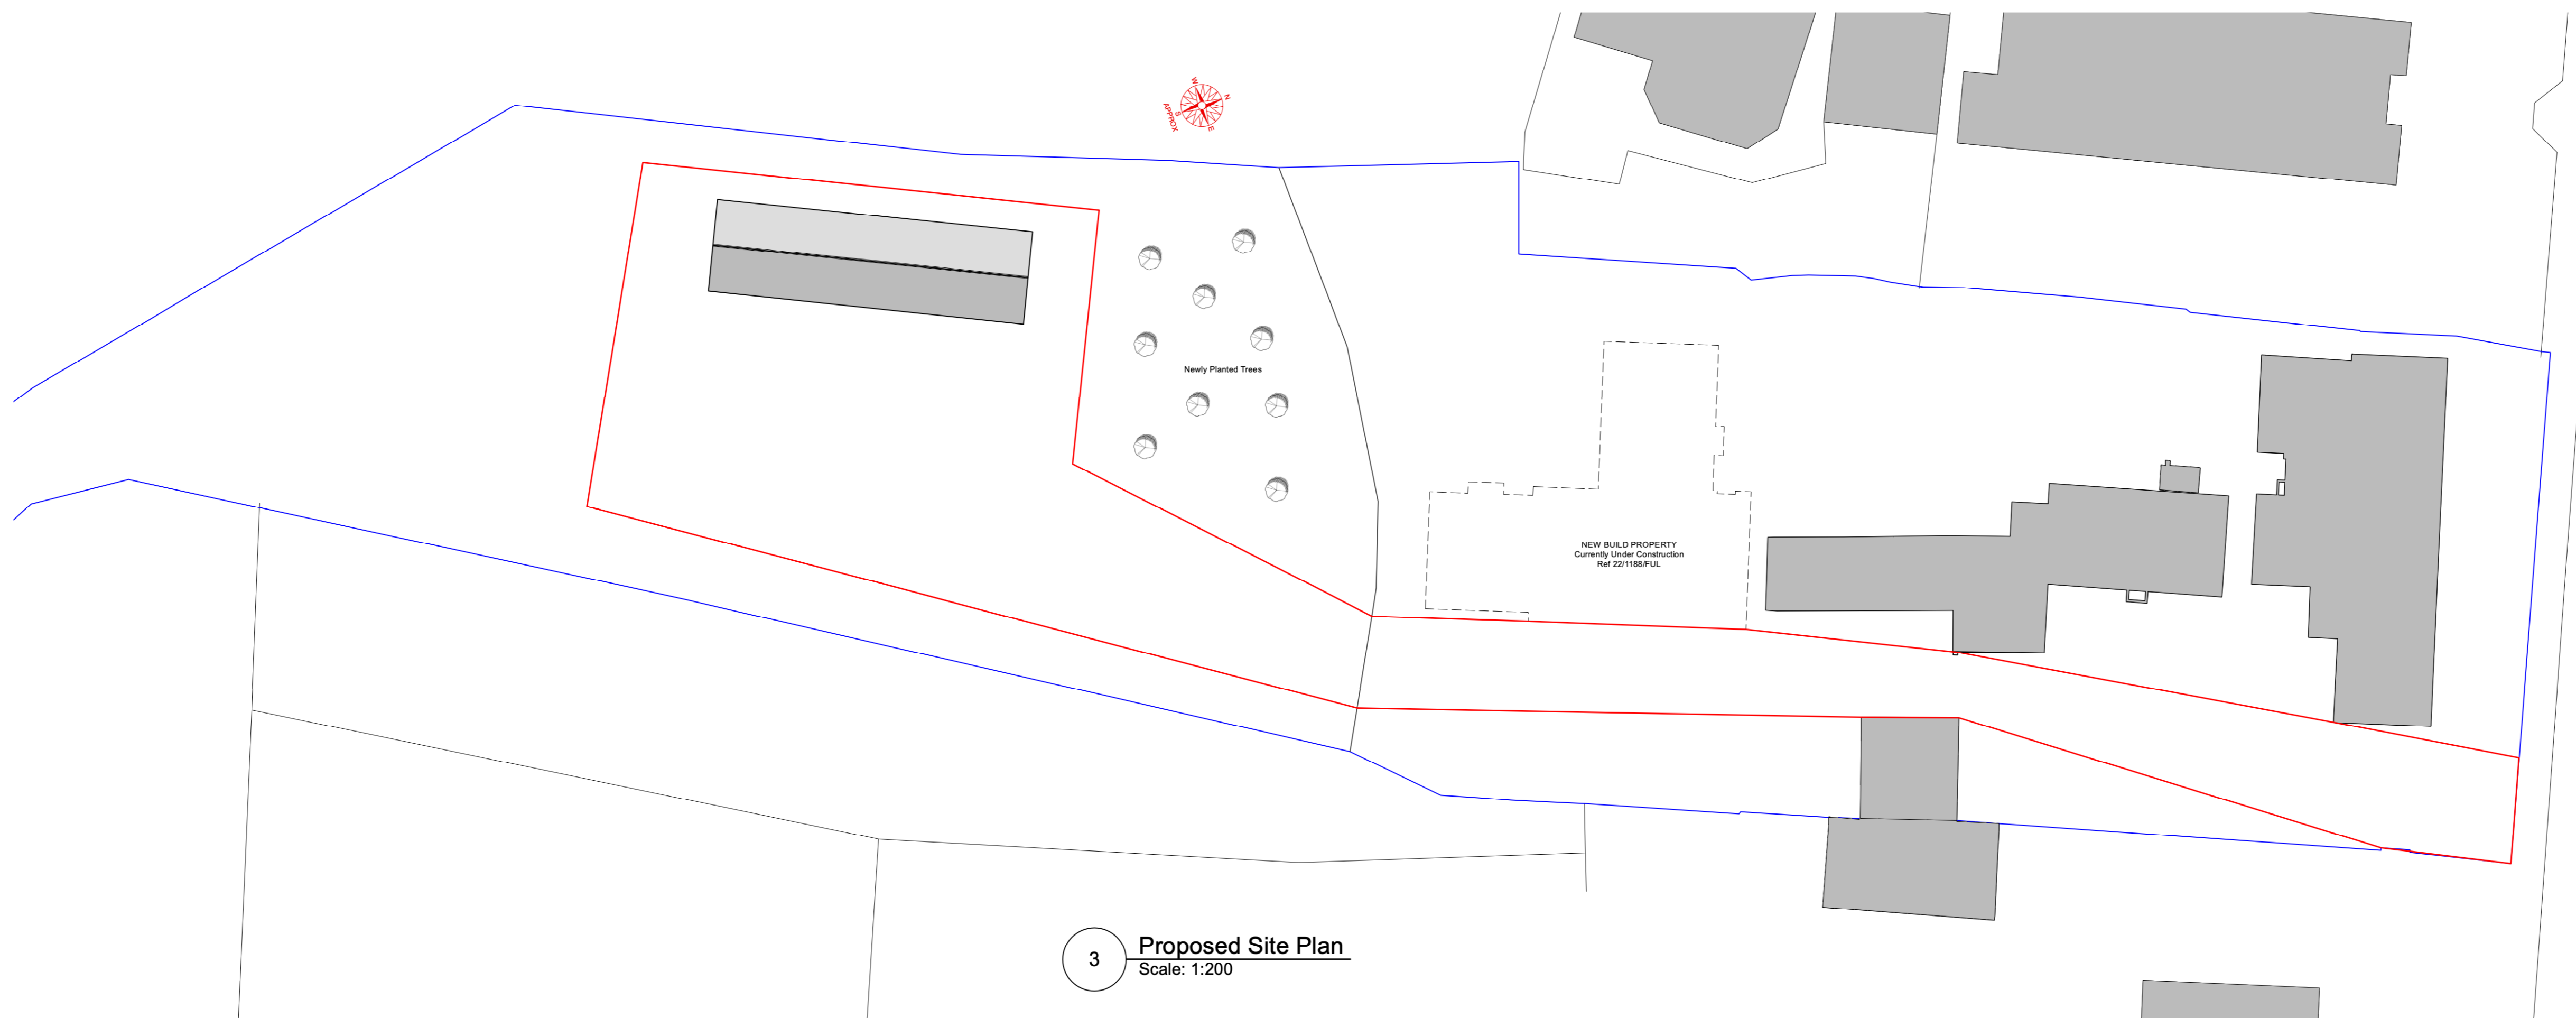 W
N
S
APPROX
E
Newly Planted Trees
NEW BUILD PROPERTY
Currently Under Construction
Ref 22/1188/FUL
3
Proposed Site Plan
Scale: 1:200